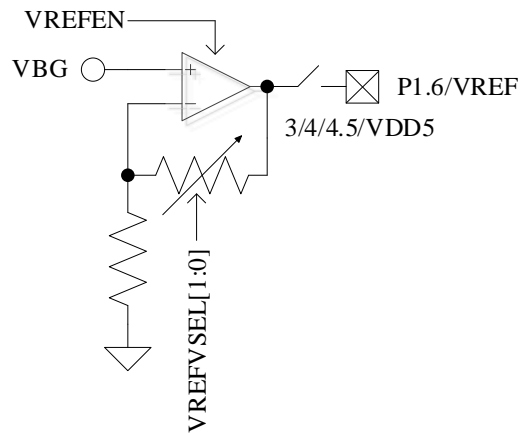 VREFEN
VBG
+
−
P1.6/VREF
3/4/4.5/VDD5
VREFVSEL[1:0]